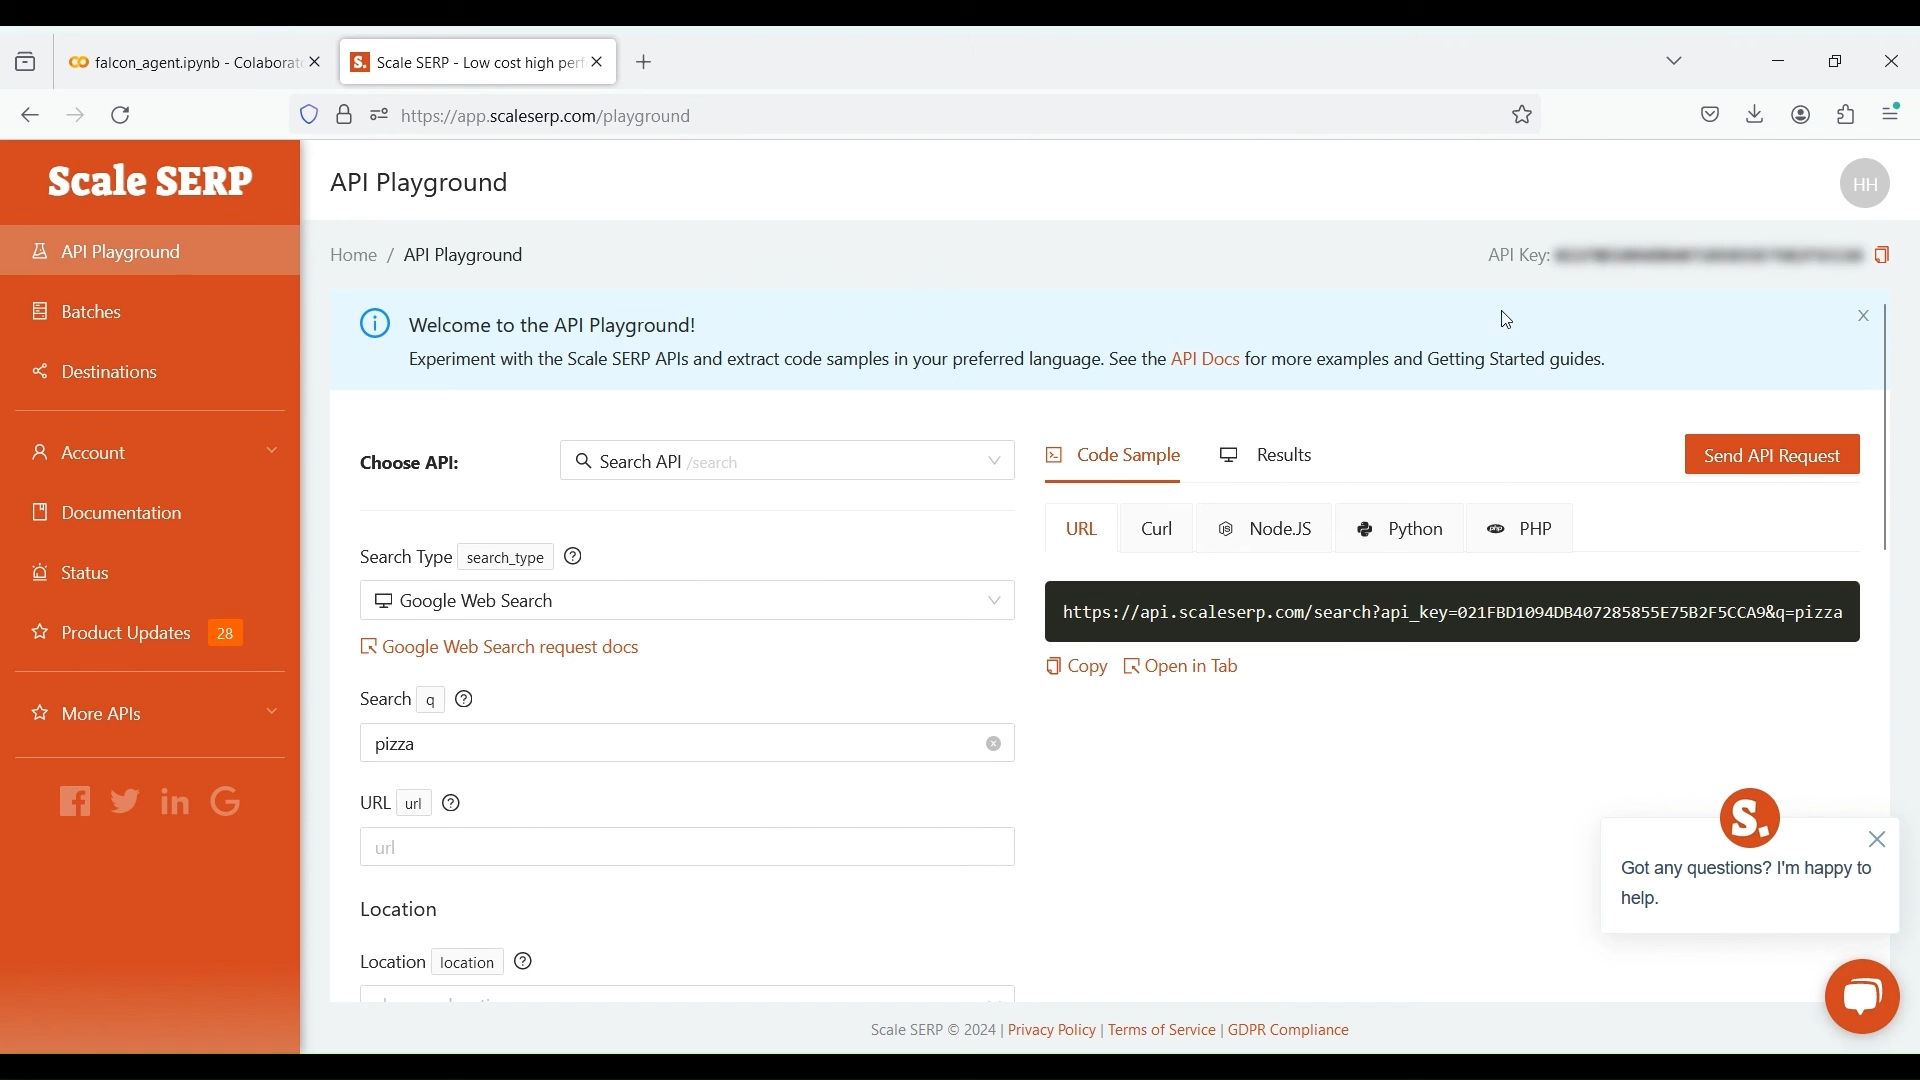 falcon_agent.ipynb - Colaborat
Scale SERP - Low cost high perf
https://app.scaleserp.com/playground
Scale SERP
API Playground
HH
API Playground
Home / API Playground
API Key:
Batches
Destinations
Account
Documentation
Status
Product Updates 28
More APIs
Welcome to the API Playground!
Experiment with the Scale SERP APIs and extract code samples in your preferred language. See the API Docs for more examples and Getting Started guides.
Choose API:
Search API /search
Search Type search_type
Google Web Search
Google Web Search request docs
Search q
pizza
URL url
url
Location
Location location
Code Sample
Results
Send API Request
URL
Curl
NodeJS
Python
PHP
https://api.scaleserp.com/search?api_key=021FBD1094DB407285855E75B2F5CCA9&q=pizza
Copy
Open in Tab
S.
Got any questions? I'm happy to
help.
Scale SERP © 2024 | Privacy Policy | Terms of Service | GDPR Compliance